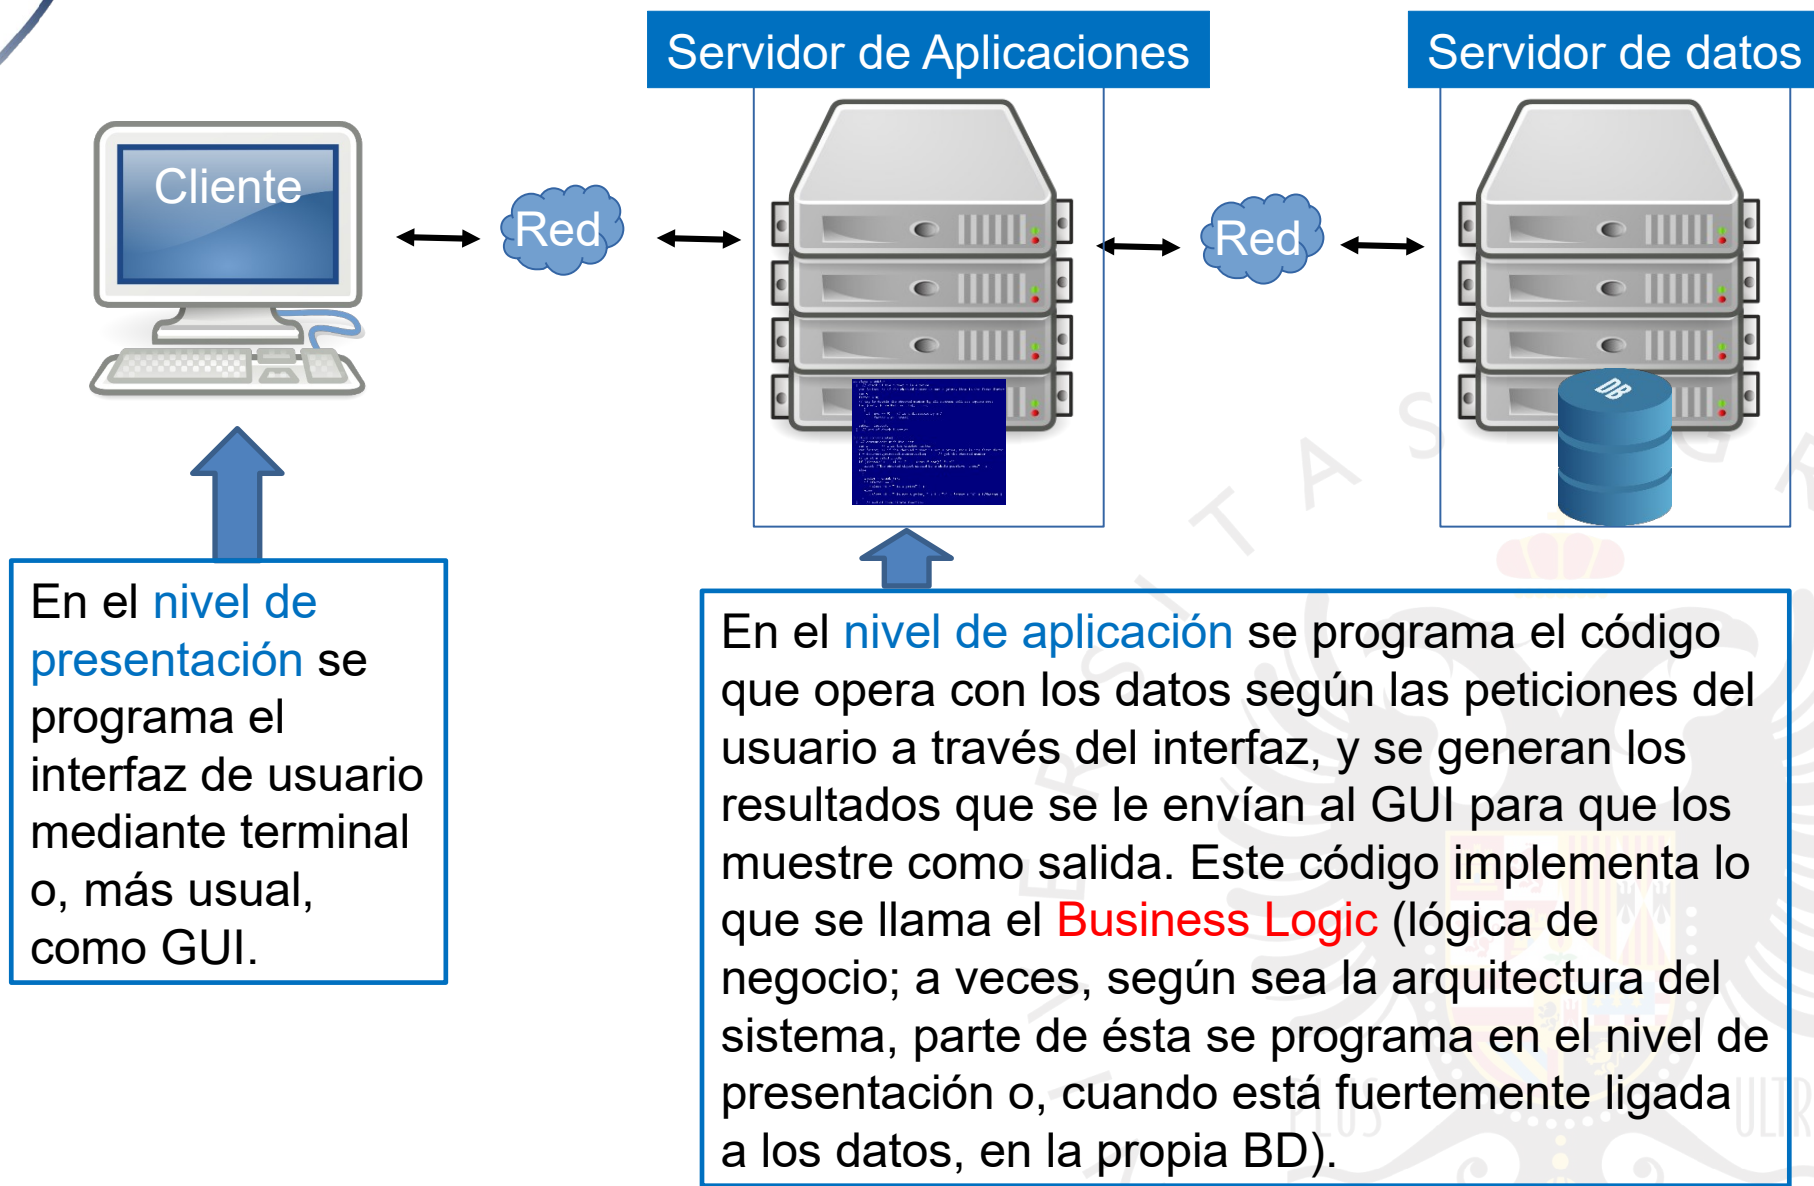 Servidor de Aplicaciones
Servidor de datos
Cliente
Red
Red
DB
En el nivel de
presentación se
programa el
interfaz de usuario
mediante terminal
o, más usual,
como GUI.
En el nivel de aplicación se programa el código
que opera con los datos según las peticiones del
usuario a través del interfaz, y se generan los
resultados que se le envían al GUI para que los
muestre como salida. Este código implementa lo
que se llama el Business Logic (lógica de
negocio; a veces, según sea la arquitectura del
sistema, parte de ésta se programa en el nivel de
presentación o, cuando está fuertemente ligada
a los datos, en la propia BD).
PLUS